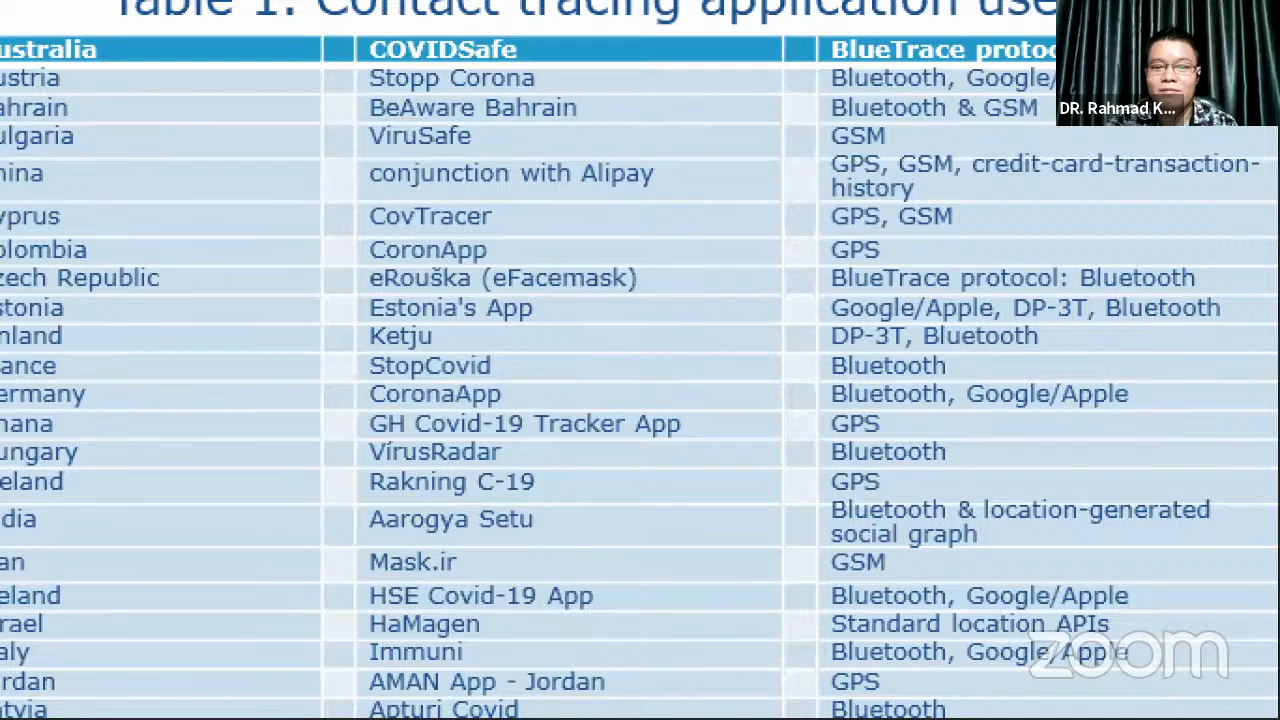 Table 1: Contact tracing application use
ustralia COVIDSafe BlueTrace protoc
ustria Stopp Corona Bluetooth, Google/
ahrain BeAware Bahrain Bluetooth & GSM
ulgaria ViruSafe GSM
hina conjunction with Alipay GPS, GSM, credit-card-transaction-
history
yprus CovTracer GPS, GSM
olombia CoronApp GPS
zech Republic eRouška (eFacemask) BlueTrace protocol: Bluetooth
stonia Estonia's App Google/Apple, DP-3T, Bluetooth
nland Ketju DP-3T, Bluetooth
ance StopCovid Bluetooth
ermany CoronaApp Bluetooth, Google/Apple
hana GH Covid-19 Tracker App GPS
ungary VírusRadar Bluetooth
eland Rakning C-19 GPS
dia Aarogya Setu Bluetooth & location-generated
social graph
an Mask.ir GSM
eland HSE Covid-19 App Bluetooth, Google/Apple
rael HaMagen Standard location APIs
aly Immuni Bluetooth, Google/Apple
rdan AMAN App - Jordan GPS
atvia Apturi Covid Bluetooth
DR. Rahmad K...
zoom